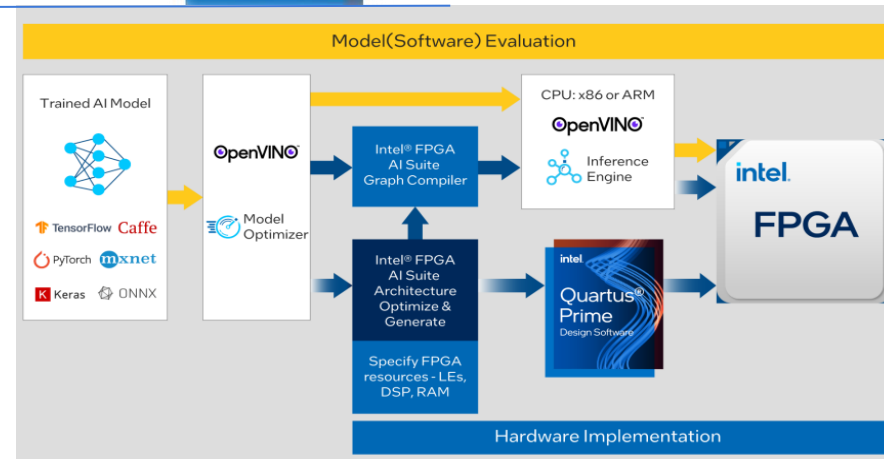 Model(Software) Evaluation
Trained AI Model
TensorFlow Caffe
PyTorch mxnet
Keras ONNX
OpenVINO
Model
Optimizer
Intel® FPGA
AI Suite
Graph Compiler
Intel® FPGA
AI Suite
Architecture
Optimize &
Generate
Specify FPGA
resources - LEs,
DSP, RAM
CPU: x86 or ARM
OpenVINO
Inference
Engine
intel
Quartus®
Prime
Design Software
intel.
FPGA
Hardware Implementation